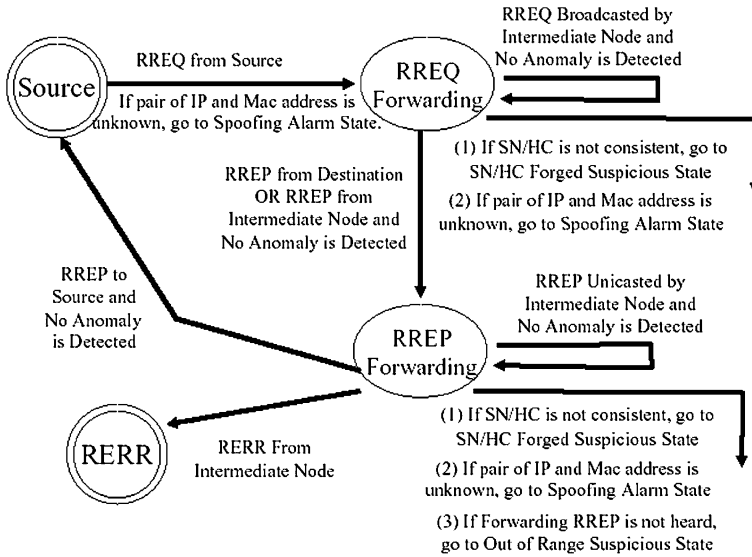 RREQ Broadcasted by
Intermediate Node and
No Anomaly is Detected
Source
RREQ from Source
RREQ
Forwarding
If pair of IP and Mac address is
unknown, go to Spoofing Alarm State.
(1) If SN/HC is not consistent, go to
SN/HC Forged Suspicious State
(2) If pair of IP and Mac address is
unknown, go to Spoofing Alarm State
RREP from Destination
OR RREP from
Intermediate Node and
No Anomaly is Detected
RREP to
Source and
No Anomaly
is Detected
RREP Unicasted by
Intermediate Node and
No Anomaly is Detected
RREP
Forwarding
RERR
RERR From
Intermediate Node
(1) If SN/HC is not consistent, go to
SN/HC Forged Suspicious State
(2) If pair of IP and Mac address is
unknown, go to Spoofing Alarm State
(3) If Forwarding RREP is not heard,
go to Out of Range Suspicious State